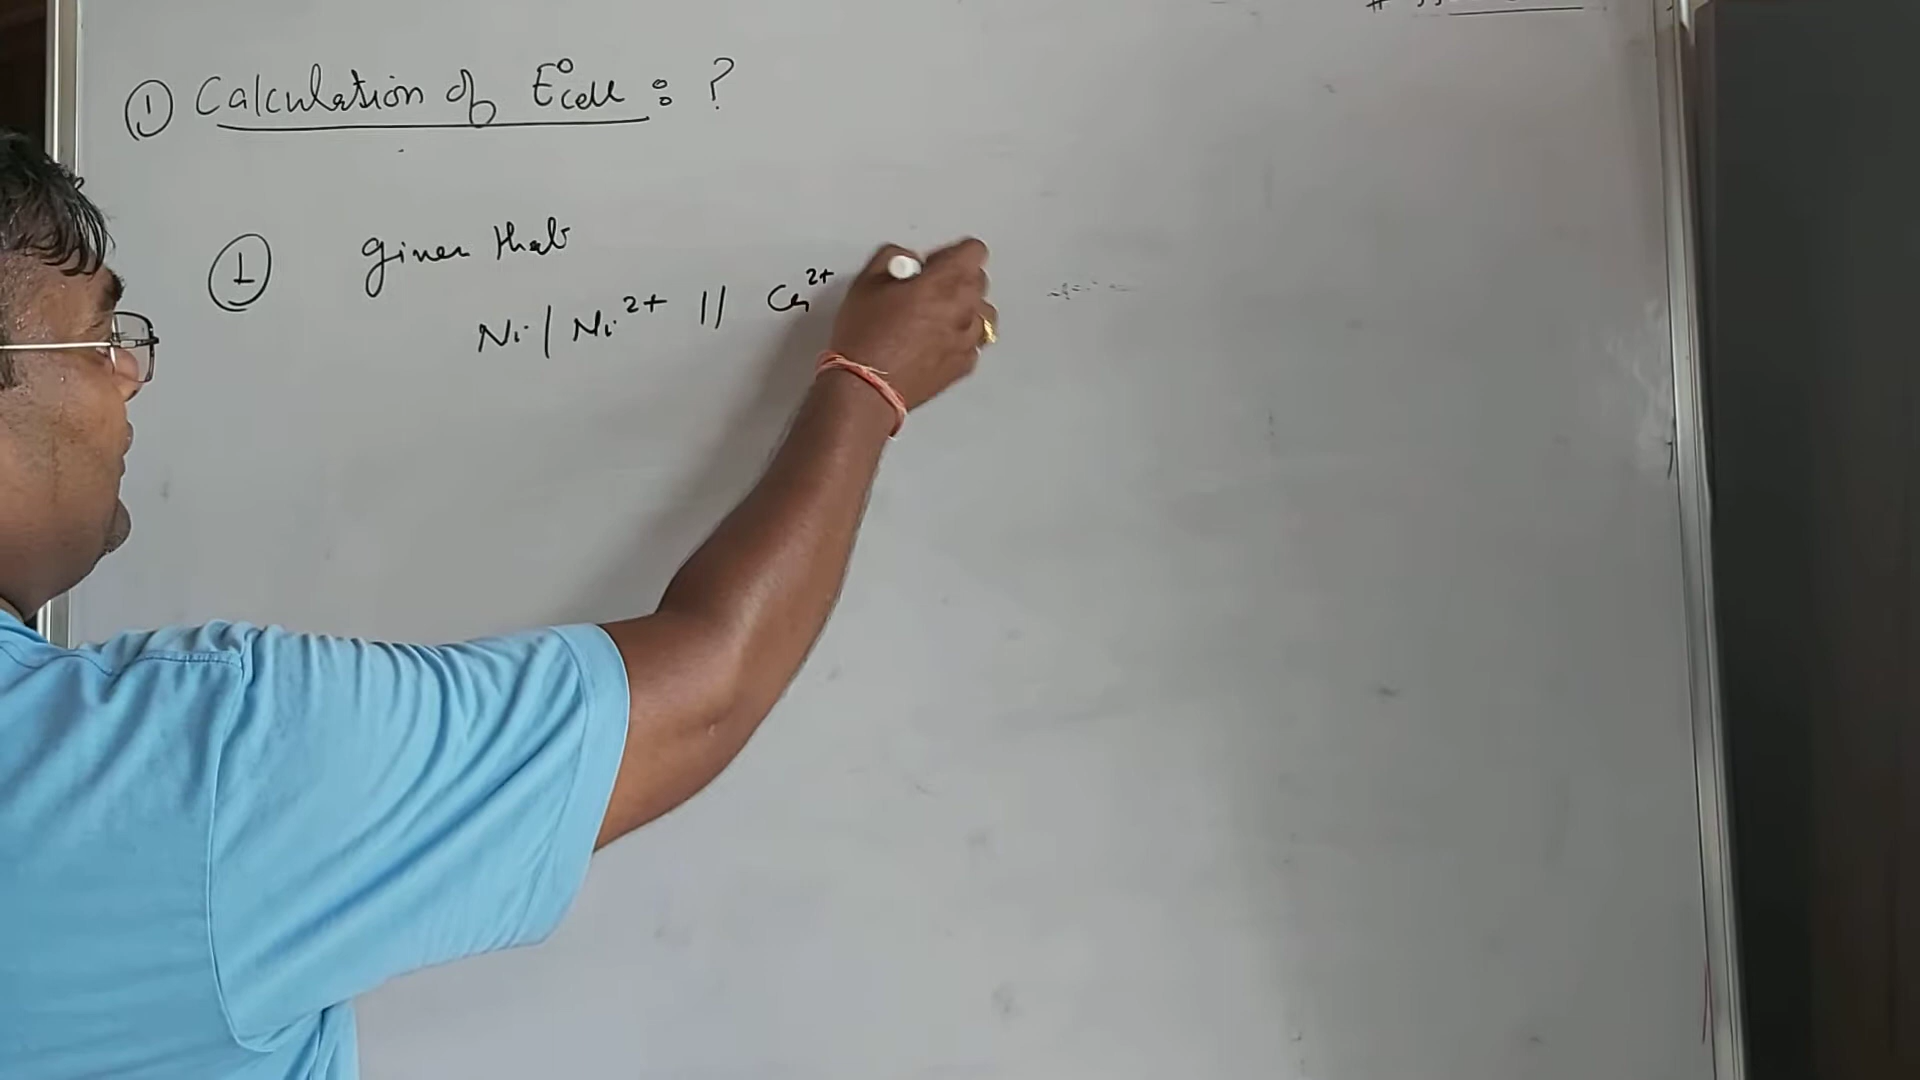 ① Calculation of E°cell : ?
① Given that
Ni / Ni²⁺ // Cu²⁺